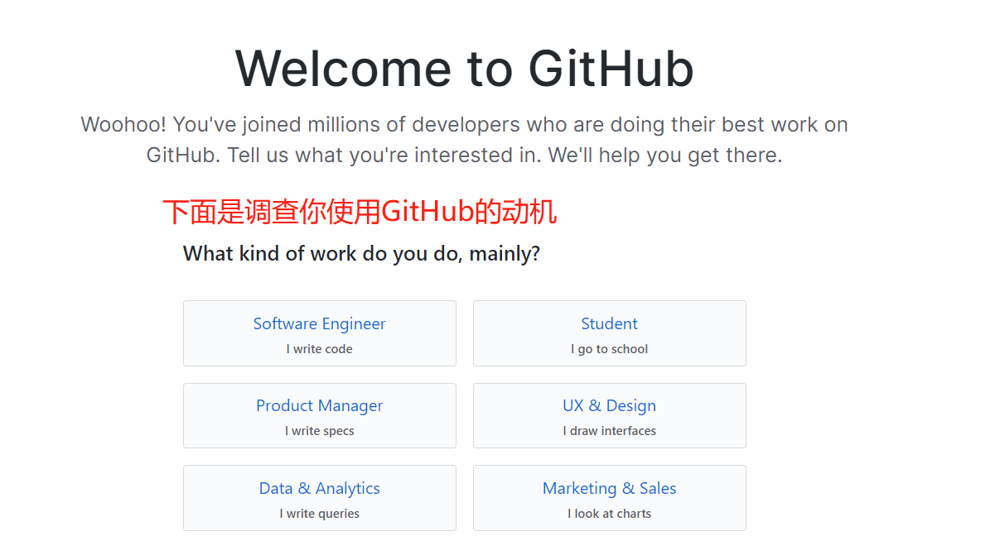 Welcome to GitHub
Woohoo! You've joined millions of developers who are doing their best work on
GitHub. Tell us what you're interested in. We'll help you get there.
下面是调查你使用GitHub的动机
What kind of work do you do, mainly?
Software Engineer
I write code
Student
I go to school
Product Manager
I write specs
UX & Design
I draw interfaces
Data & Analytics
I write queries
Marketing & Sales
I look at charts